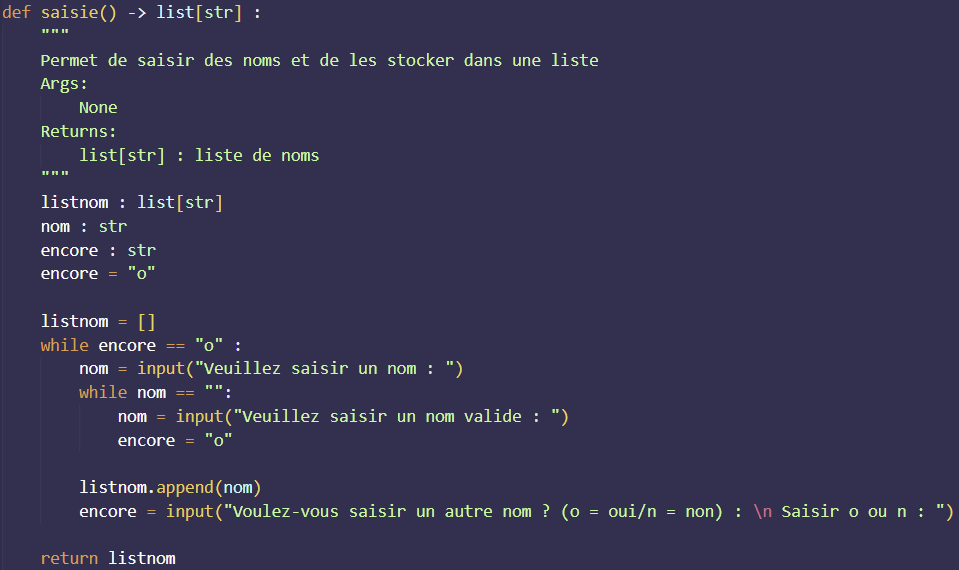 def saisie() -> list[str] :
    """
    Permet de saisir des noms et de les stocker dans une liste
    Args:
        None
    Returns:
        list[str] : liste de noms
    """
    listnom : list[str]
    nom : str
    encore : str
    encore = "o"

    listnom = []
    while encore == "o" :
        nom = input("Veuillez saisir un nom : ")
        while nom == "":
            nom = input("Veuillez saisir un nom valide : ")
            encore = "o"

        listnom.append(nom)
        encore = input("Voulez-vous saisir un autre nom ? (o = oui/n = non) : \n Saisir o ou n : ")

    return listnom